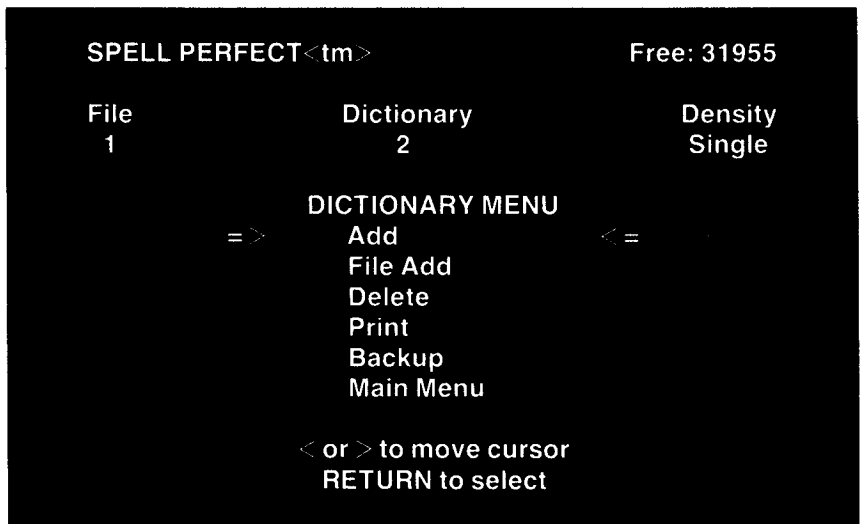 SPELL PERFECT<tm> Free: 31955
File Dictionary Density
1 2 Single
DICTIONARY MENU
=> Add <=
File Add
Delete
Print
Backup
Main Menu
< or > to move cursor
RETURN to select